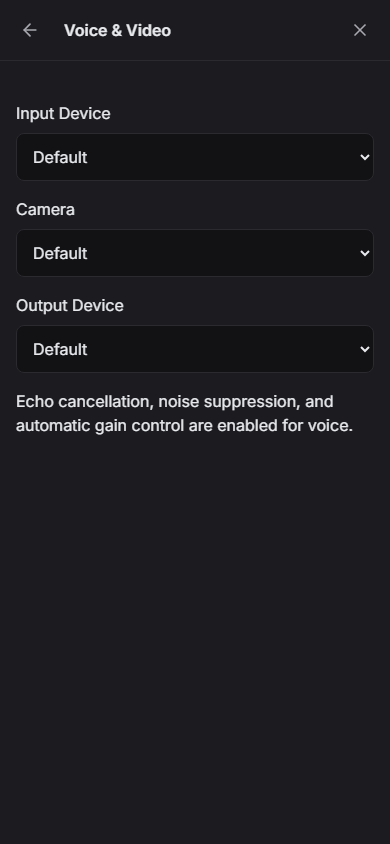 Voice & Video
Input Device
Default
Camera
Default
Output Device
Default
Echo cancellation, noise suppression, and
automatic gain control are enabled for voice.